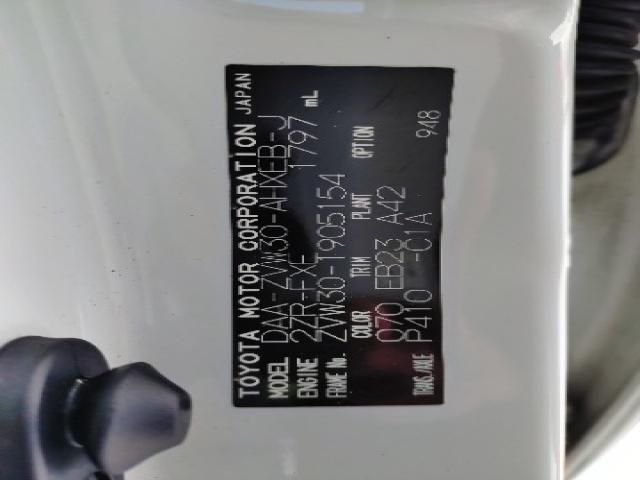 TOYOTA MOTOR CORPORATION JAPAN
MODEL DAA-ZVW30-AHXEB-J
ENGINE 2ZR-FXE 1797 mL
FRAME No. ZVW30-1905154
COLOR TRIM PLANT OPTION
070 EB23 A42
TRANS/AXLE P410 -C1A 948